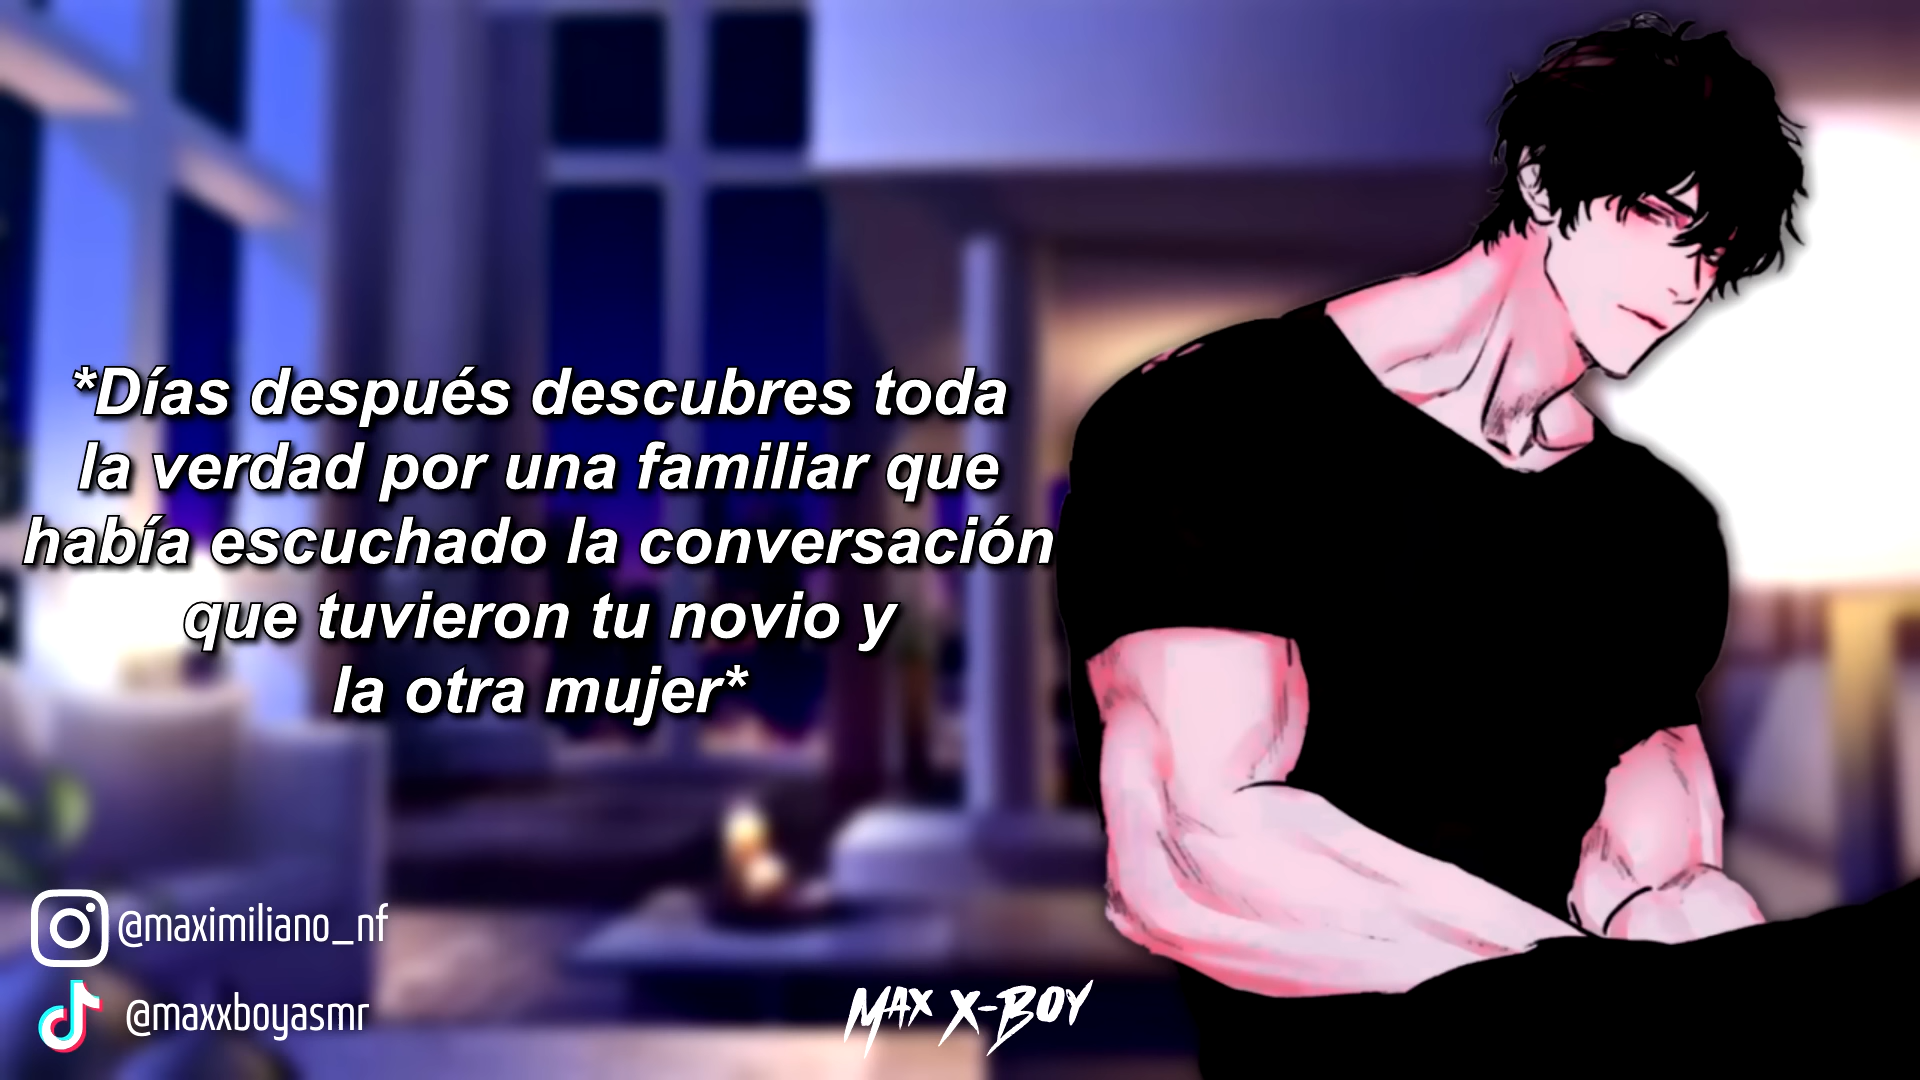 *Días después descubres toda
la verdad por una familiar que
había escuchado la conversación
que tuvieron tu novio y
la otra mujer*
@maximiliano_nf
@maxxboyasmr
MAX X-BOY